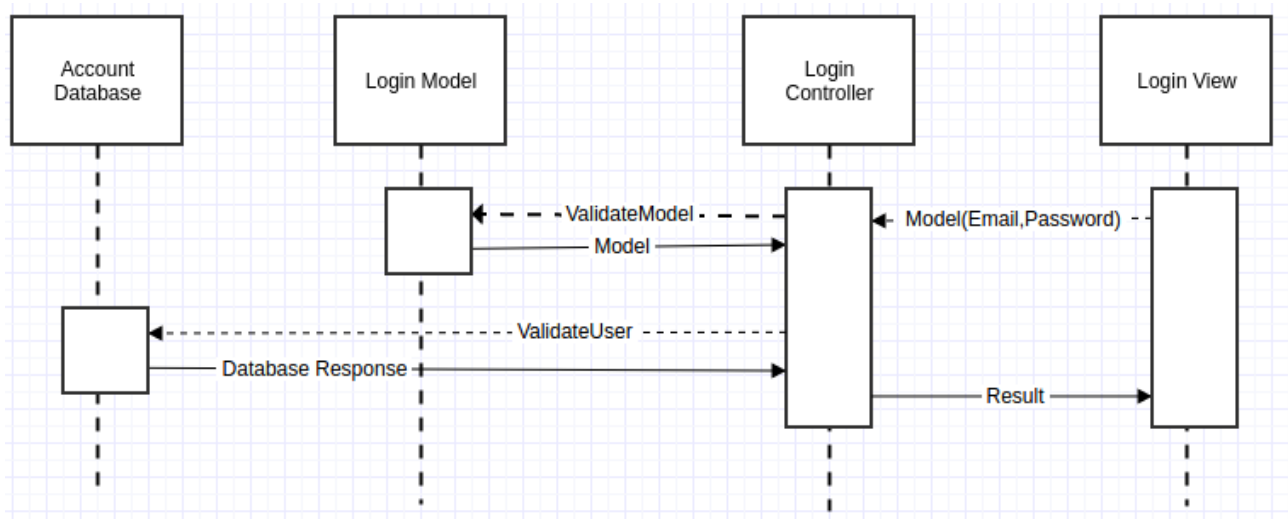 Account
Database
Login Model
Login
Controller
Login View
ValidateModel
Model(Email,Password)
Model
ValidateUser
Database Response
Result